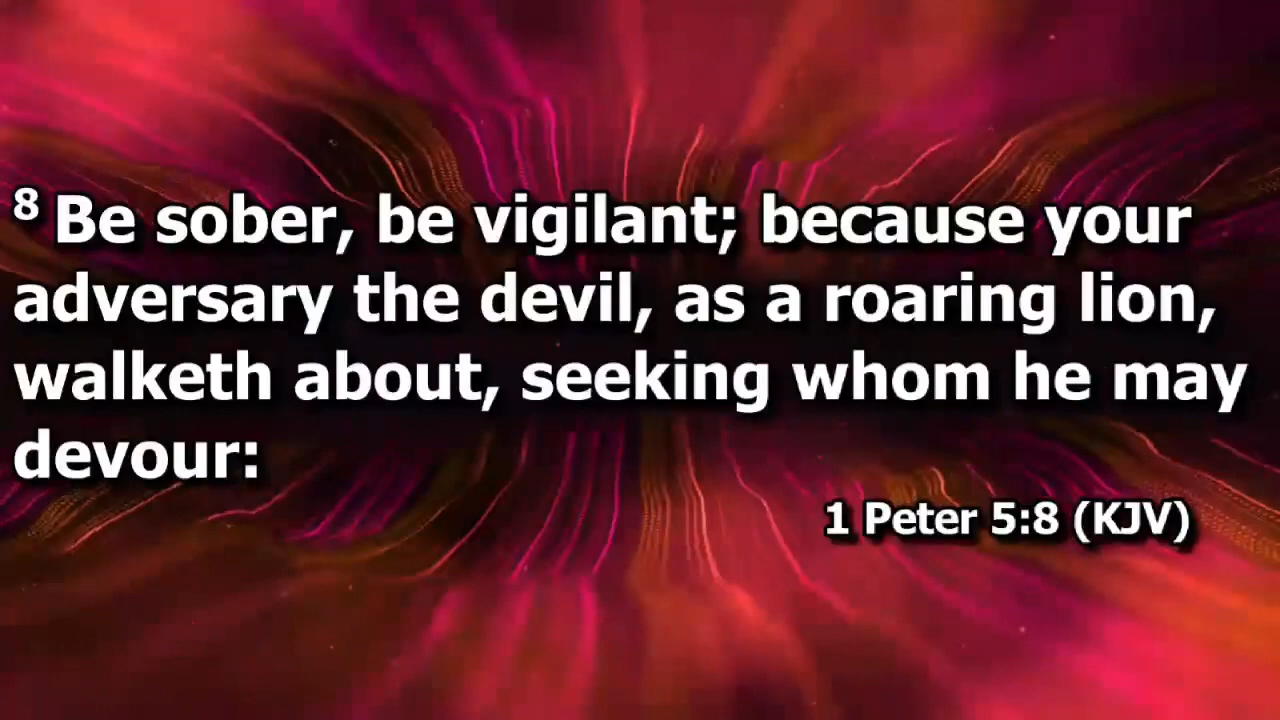 8 Be sober, be vigilant; because your
adversary the devil, as a roaring lion,
walketh about, seeking whom he may
devour:
1 Peter 5:8 (KJV)